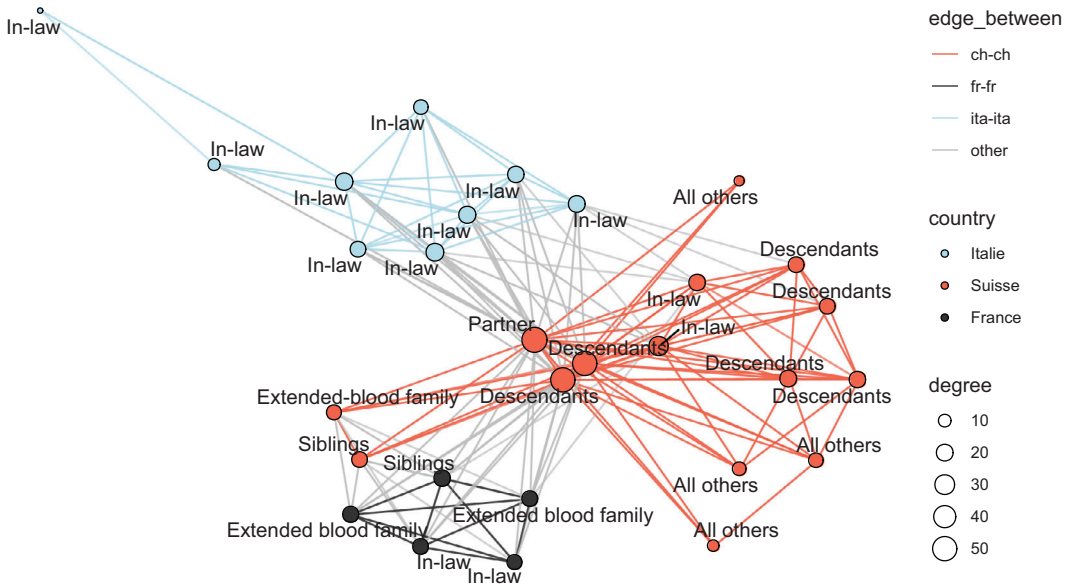 In-law
In-law
In-law
In-law
In-law
In-law
In-law
In-law
In-law
All others
Descendants
In-law
Descendants
Partner
In-law
Descendants
Descendants
Descendants
Descendants
Extended-blood family
Siblings
All others
Siblings
All others
Extended blood family
Extended blood family
All others
In-law
In-law
edge_between
ch-ch
fr-fr
ita-ita
other
country
Italie
Suisse
France
degree
10
20
30
40
50